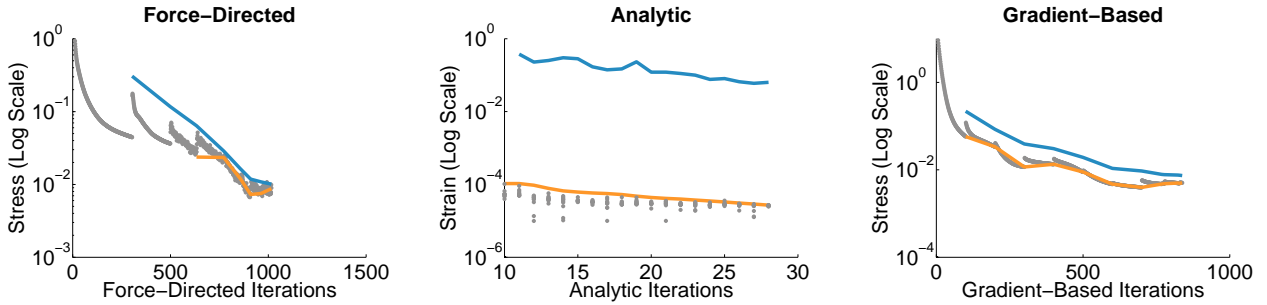 Force−Directed
Stress (Log Scale)
10^0
10^−1
10^−2
10^−3
0 500 1000 1500
Force−Directed Iterations
Analytic
Strain (Log Scale)
10^0
10^−2
10^−4
10^−6
10 15 20 25 30
Analytic Iterations
Gradient−Based
Stress (Log Scale)
10^0
10^−2
10^−4
0 500 1000
Gradient−Based Iterations